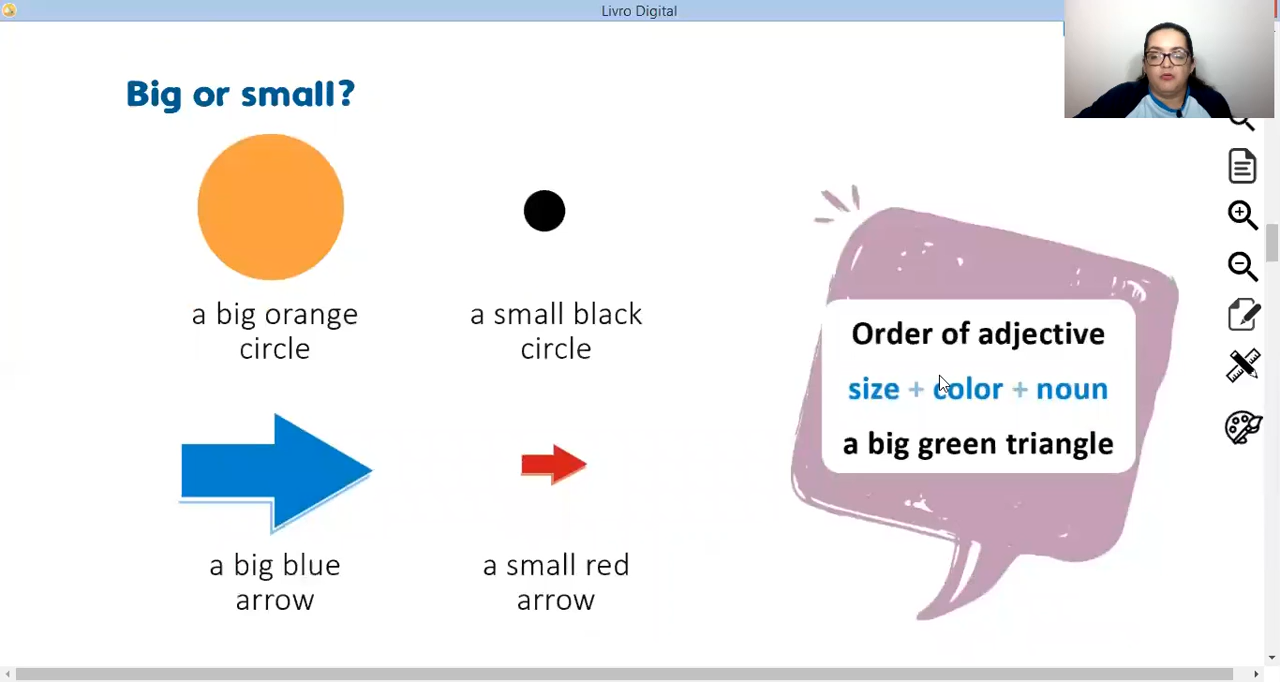 Livro Digital
Big or small?
a big orange
circle
a small black
circle
a big blue
arrow
a small red
arrow
Order of adjective
size + color + noun
a big green triangle